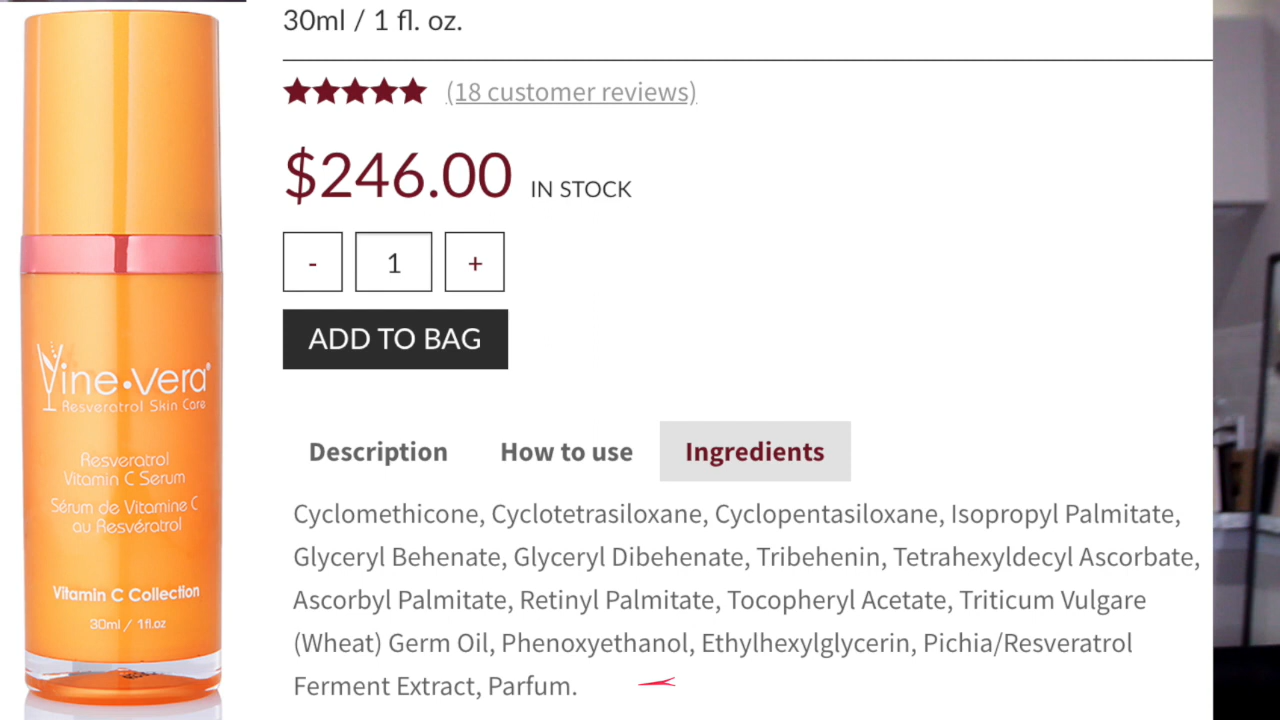 30ml / 1 fl. oz.
(18 customer reviews)
$246.00 IN STOCK
- 1 +
ADD TO BAG
Description How to use Ingredients
Cyclomethicone, Cyclotetrasiloxane, Cyclopentasiloxane, Isopropyl Palmitate,
Glyceryl Behenate, Glyceryl Dibehenate, Tribehenin, Tetrahexyldecyl Ascorbate,
Ascorbyl Palmitate, Retinyl Palmitate, Tocopheryl Acetate, Triticum Vulgare
(Wheat) Germ Oil, Phenoxyethanol, Ethylhexylglycerin, Pichia/Resveratrol
Ferment Extract, Parfum.
Vine•vera®
Resveratrol Skin Care
Resveratrol
Vitamin C Serum
Sérum de Vitamine C
au Resvératrol
Vitamin C Collection
30ml / 1fl.oz